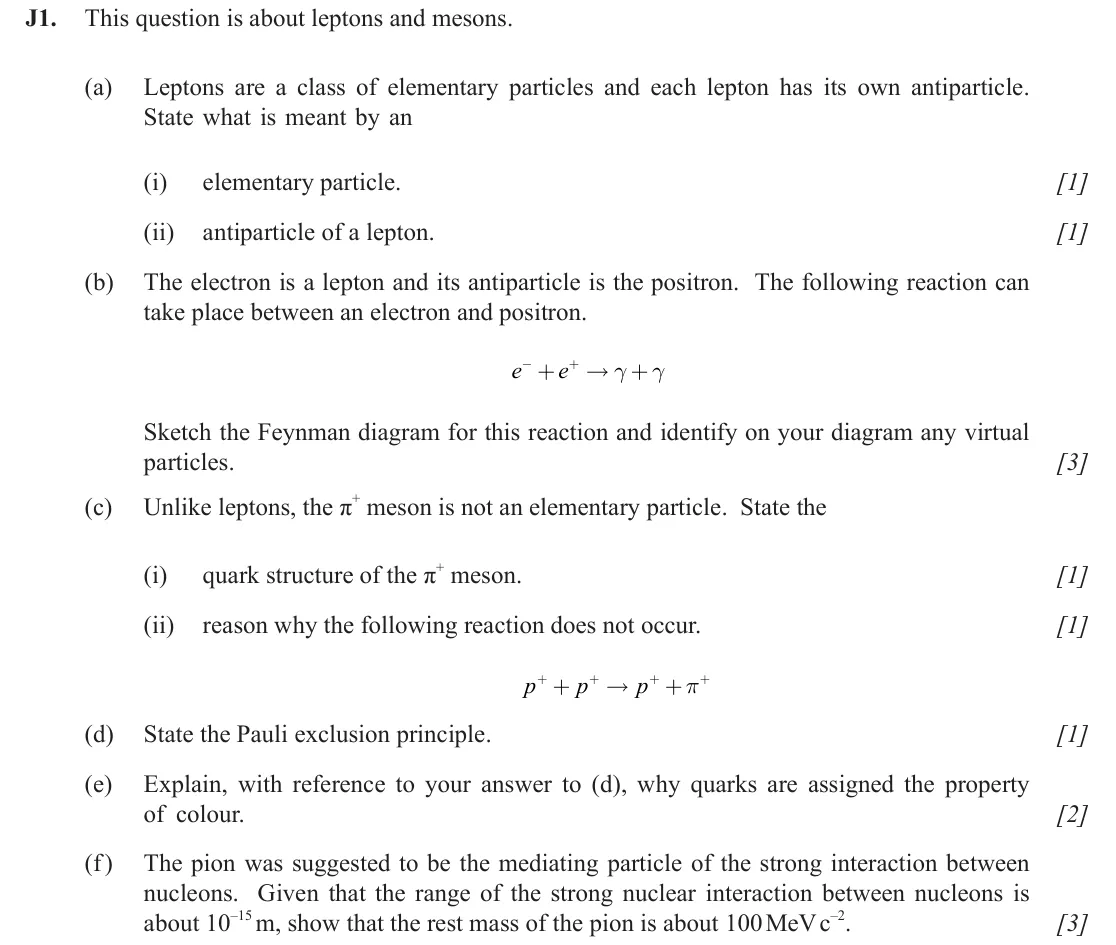 J1. This question is about leptons and mesons.
(a) Leptons are a class of elementary particles and each lepton has its own antiparticle.
State what is meant by an
(i) elementary particle. [1]
(ii) antiparticle of a lepton. [1]
(b) The electron is a lepton and its antiparticle is the positron. The following reaction can
take place between an electron and positron.
e⁻ + e⁺ → γ + γ
Sketch the Feynman diagram for this reaction and identify on your diagram any virtual
particles. [3]
(c) Unlike leptons, the π⁺ meson is not an elementary particle. State the
(i) quark structure of the π⁺ meson. [1]
(ii) reason why the following reaction does not occur. [1]
p⁺ + p⁺ → p⁺ + π⁺
(d) State the Pauli exclusion principle. [1]
(e) Explain, with reference to your answer to (d), why quarks are assigned the property
of colour. [2]
(f) The pion was suggested to be the mediating particle of the strong interaction between
nucleons. Given that the range of the strong nuclear interaction between nucleons is
about 10⁻¹⁵ m, show that the rest mass of the pion is about 100 MeV c⁻². [3]